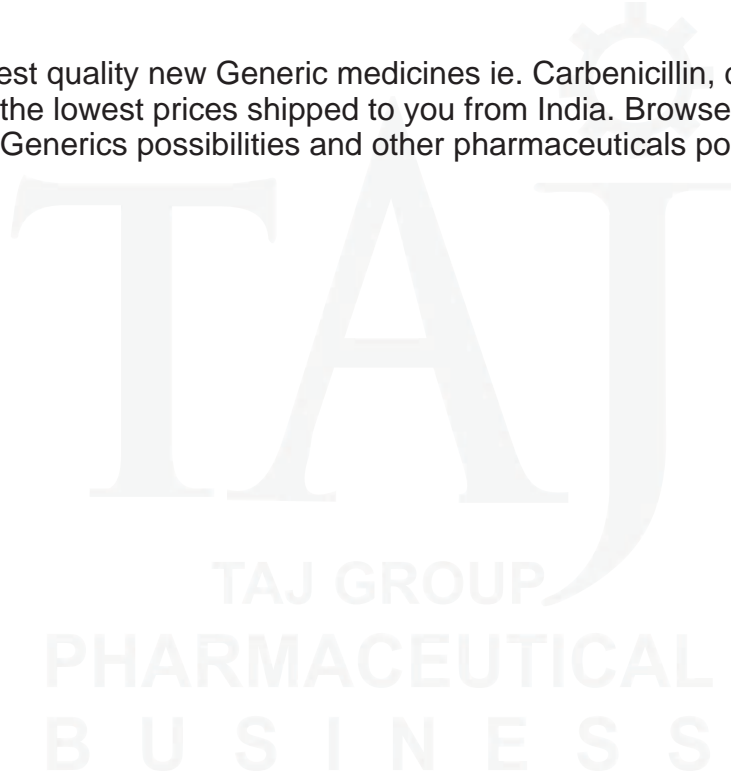 est quality new Generic medicines ie. Carbenicillin,
the lowest prices shipped to you from India. Browse
Generics possibilities and other pharmaceuticals
TAJ
TAJ GROUP
PHARMACEUTICAL
BUSINESS